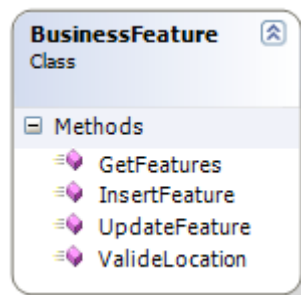 BusinessFeature
Class
Methods
GetFeatures
InsertFeature
UpdateFeature
ValideLocation